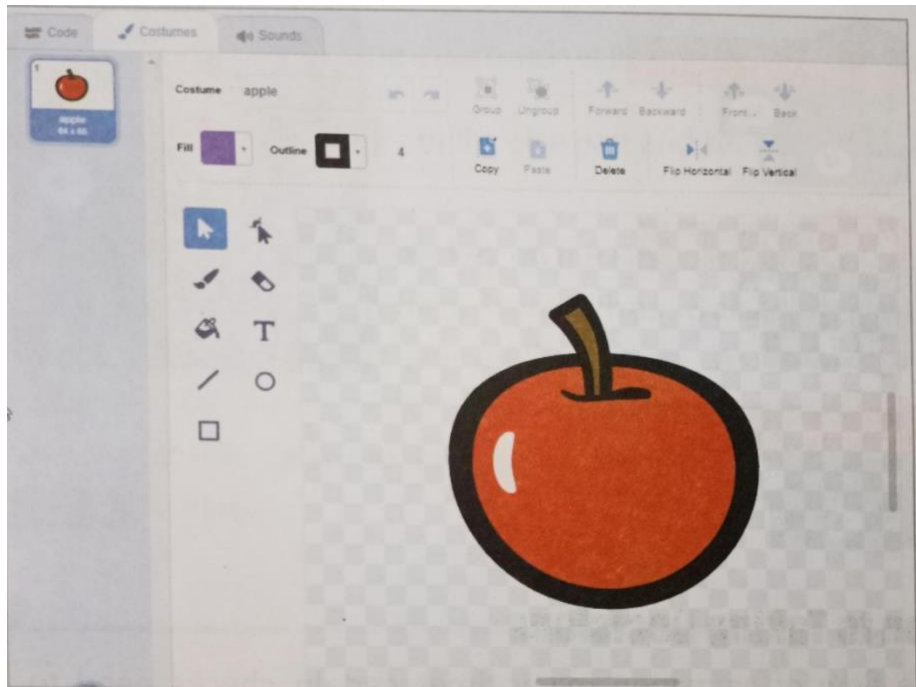 Code Costumes Sounds
1
apple
Costume apple
Group Ungroup Forward Backward Front Back
Fill Outline 4
Copy Paste Delete Flip Horizontal Flip Vertical
T